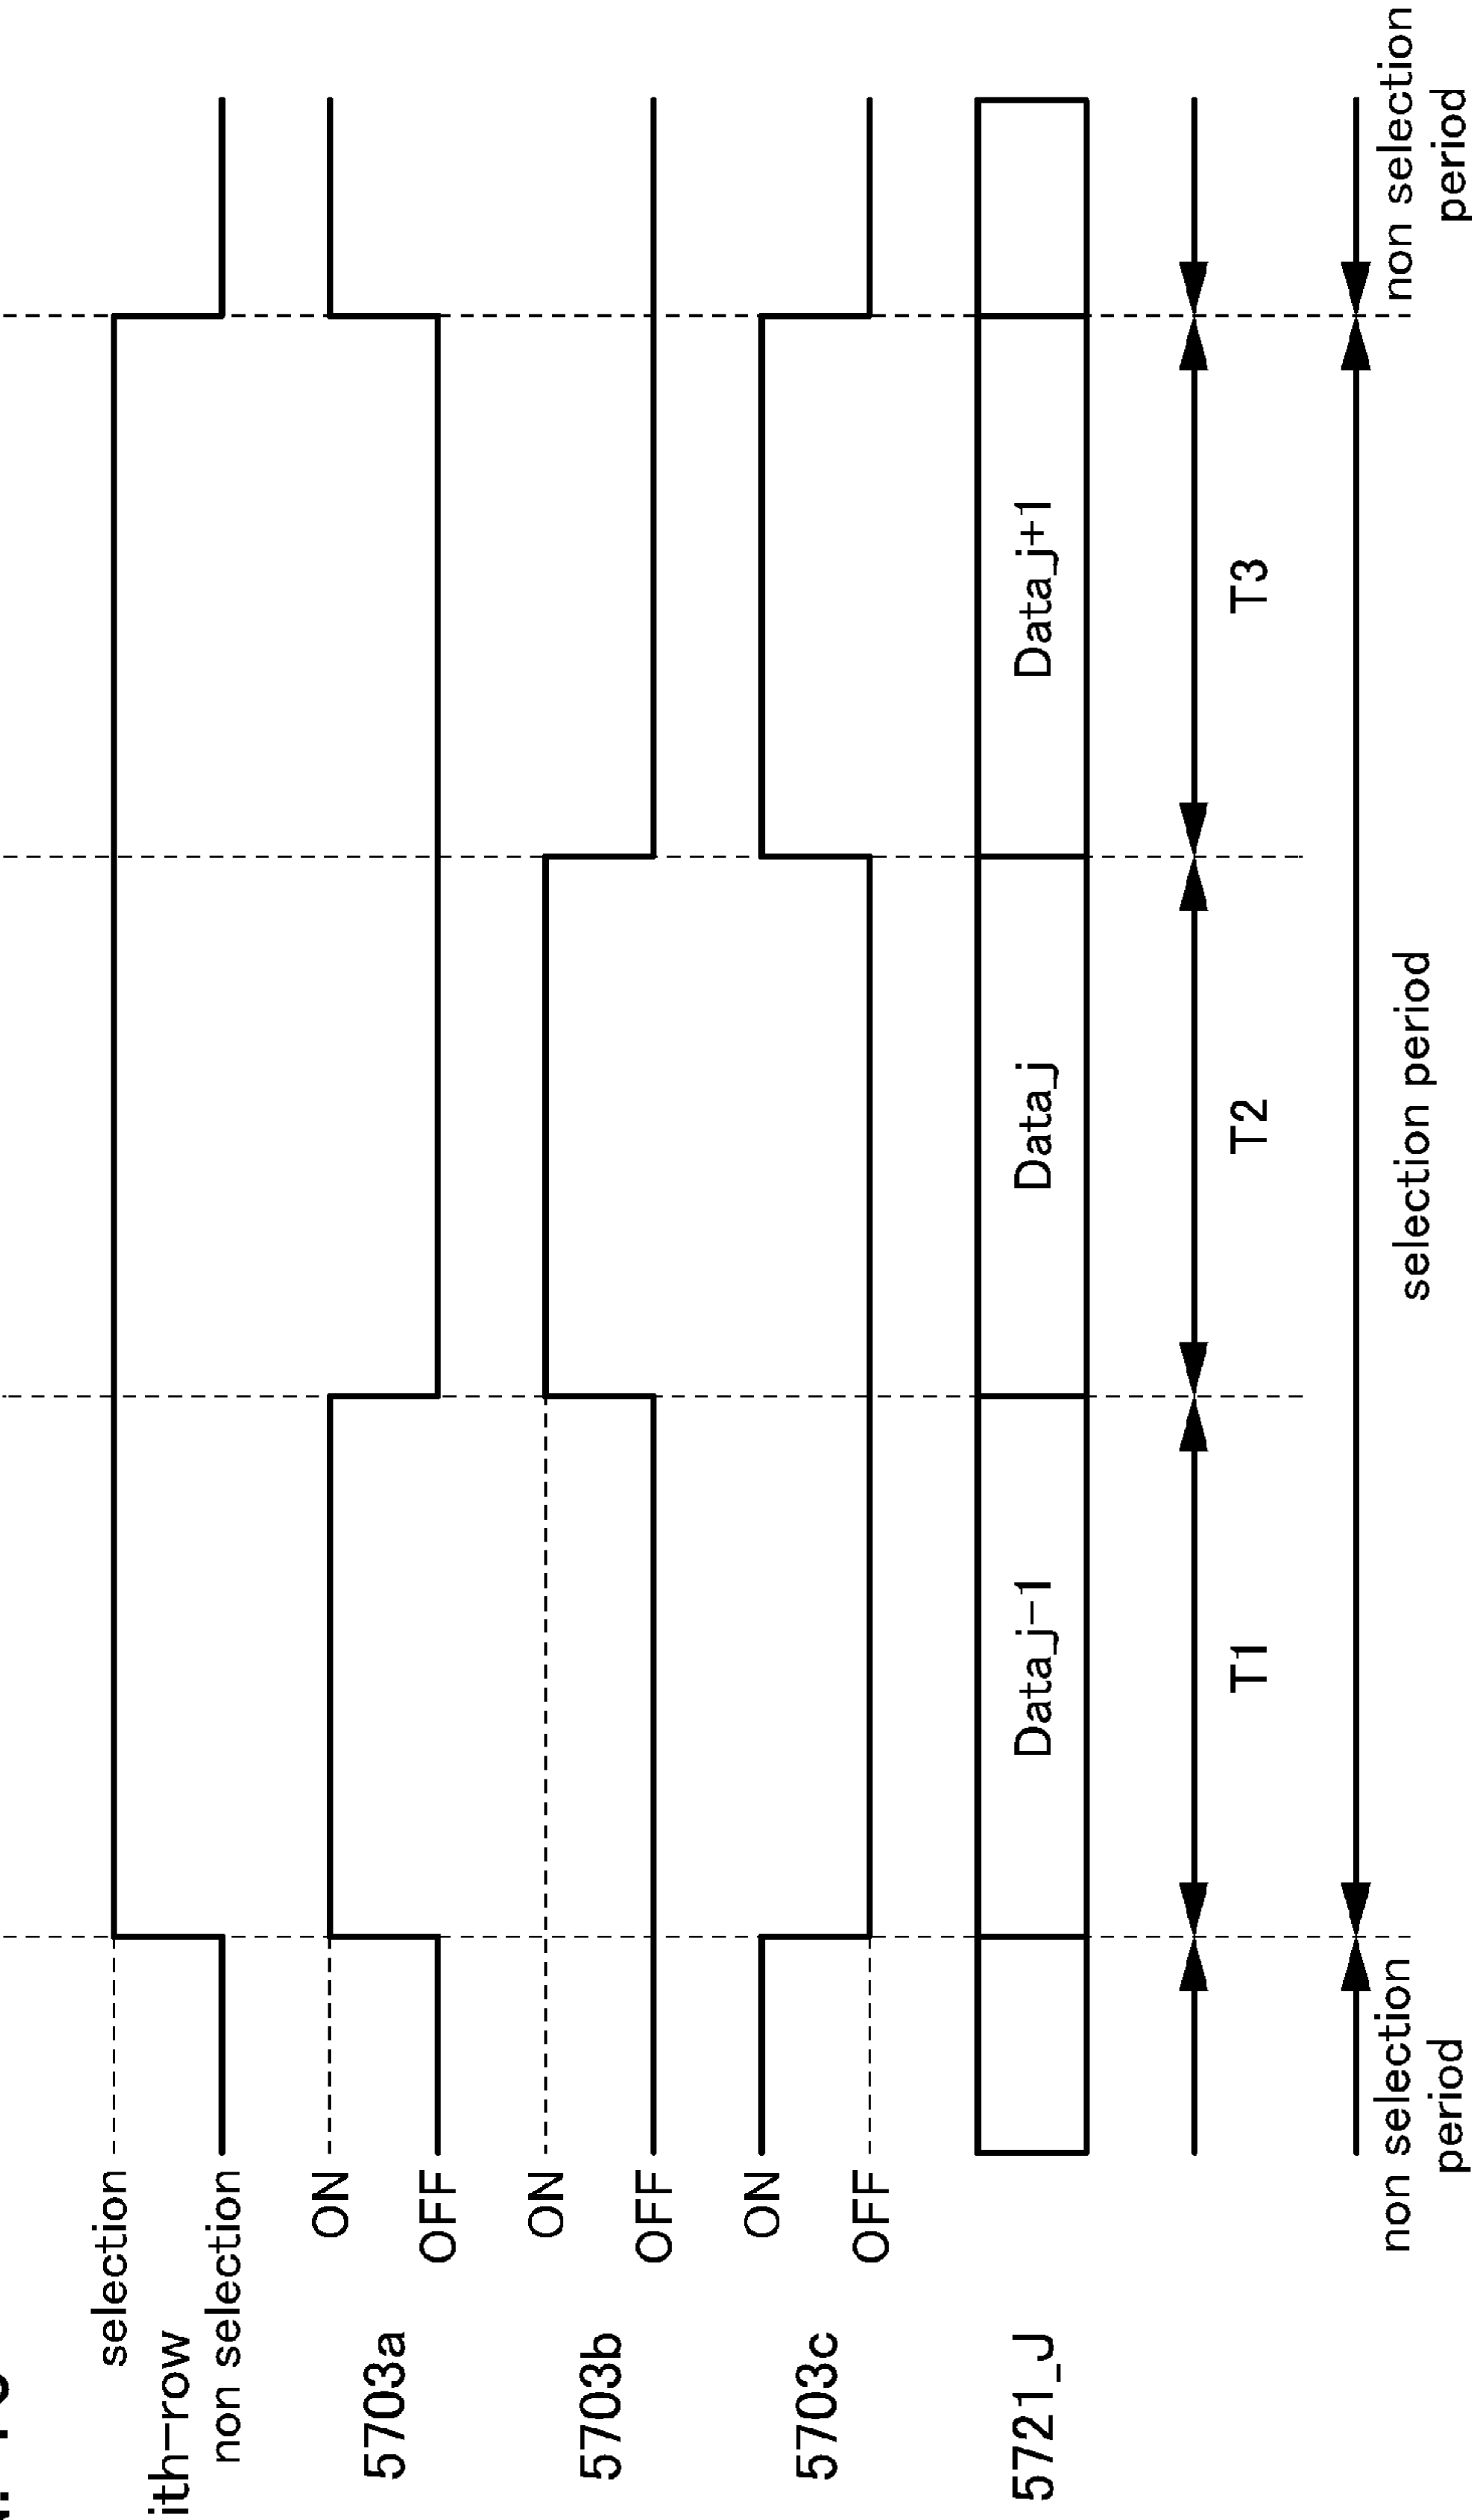 selection
ith-row
non selection
ON
5703a
OFF
ON
5703b
OFF
ON
5703c
OFF
5721_J
Data_j-1
Data_j
Data_j+1
T1
T2
T3
non selection
period
selection period
non selection
period